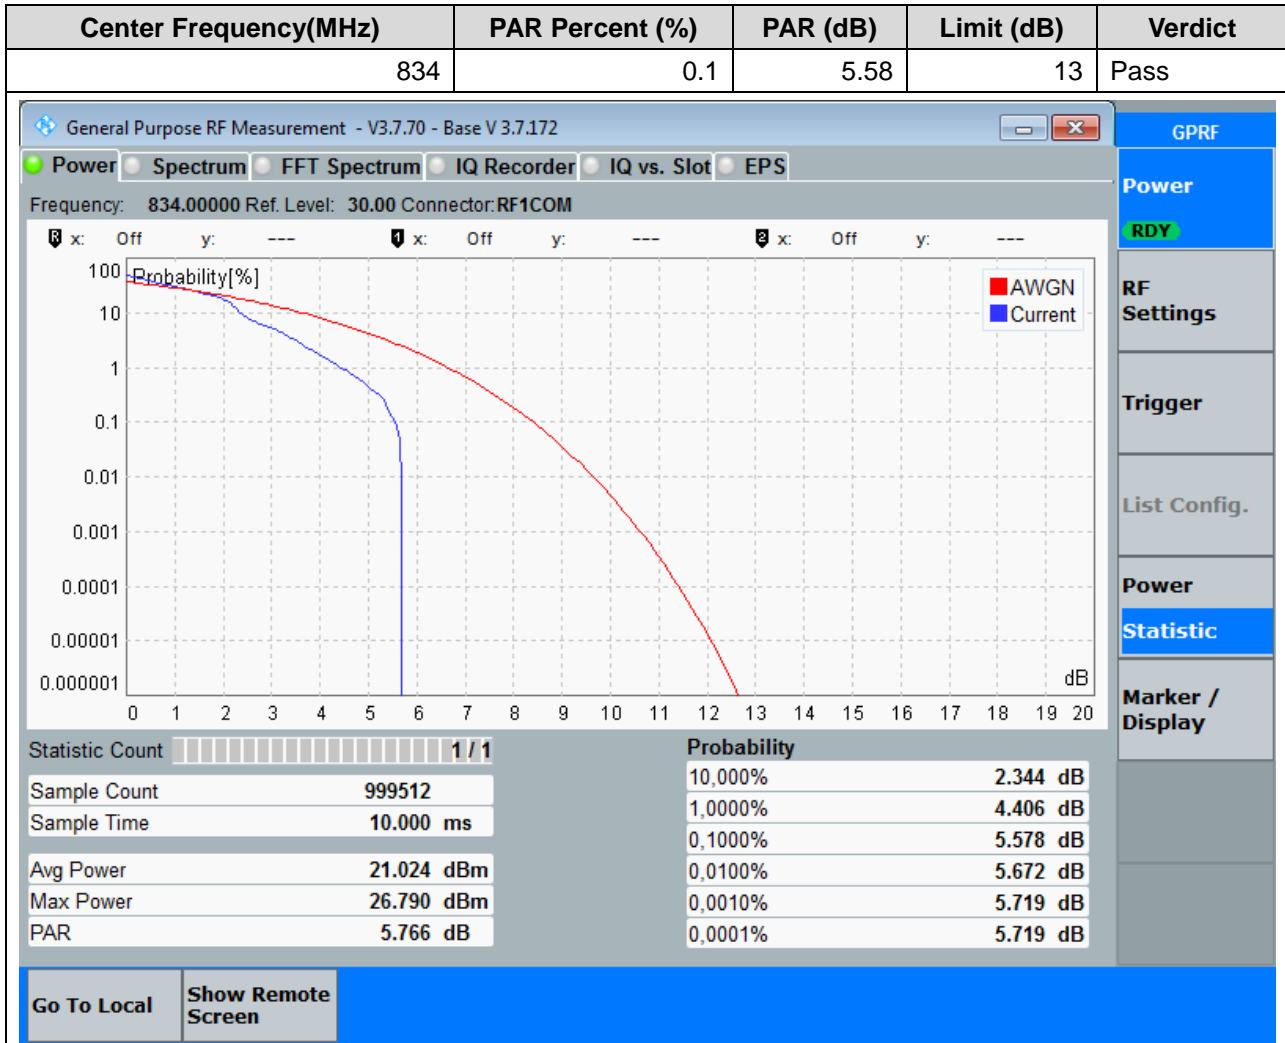 Center Frequency(MHz) PAR Percent (%) PAR (dB) Limit (dB) Verdict
834 0.1 5.58 13 Pass
General Purpose RF Measurement - V3.7.70 - Base V 3.7.172
GPRF
Power Spectrum FFT Spectrum IQ Recorder IQ vs. Slot EPS
Frequency: 834.00000 Ref. Level: 30.00 Connector: RF1COM
R x: Off y: --- 1 x: Off y: --- 2 x: Off y: ---
Probability[%]
AWGN
Current
100
10
1
0.1
0.01
0.001
0.0001
0.00001
0.000001
dB
0 1 2 3 4 5 6 7 8 9 10 11 12 13 14 15 16 17 18 19 20
Statistic Count 1 / 1
Sample Count 999512
Sample Time 10.000 ms
Avg Power 21.024 dBm
Max Power 26.790 dBm
PAR 5.766 dB
Probability
10,000% 2.344 dB
1,0000% 4.406 dB
0,1000% 5.578 dB
0,0100% 5.672 dB
0,0010% 5.719 dB
0,0001% 5.719 dB
Power
RDY
RF
Settings
Trigger
List Config.
Power
Statistic
Marker /
Display
Go To Local
Show Remote
Screen